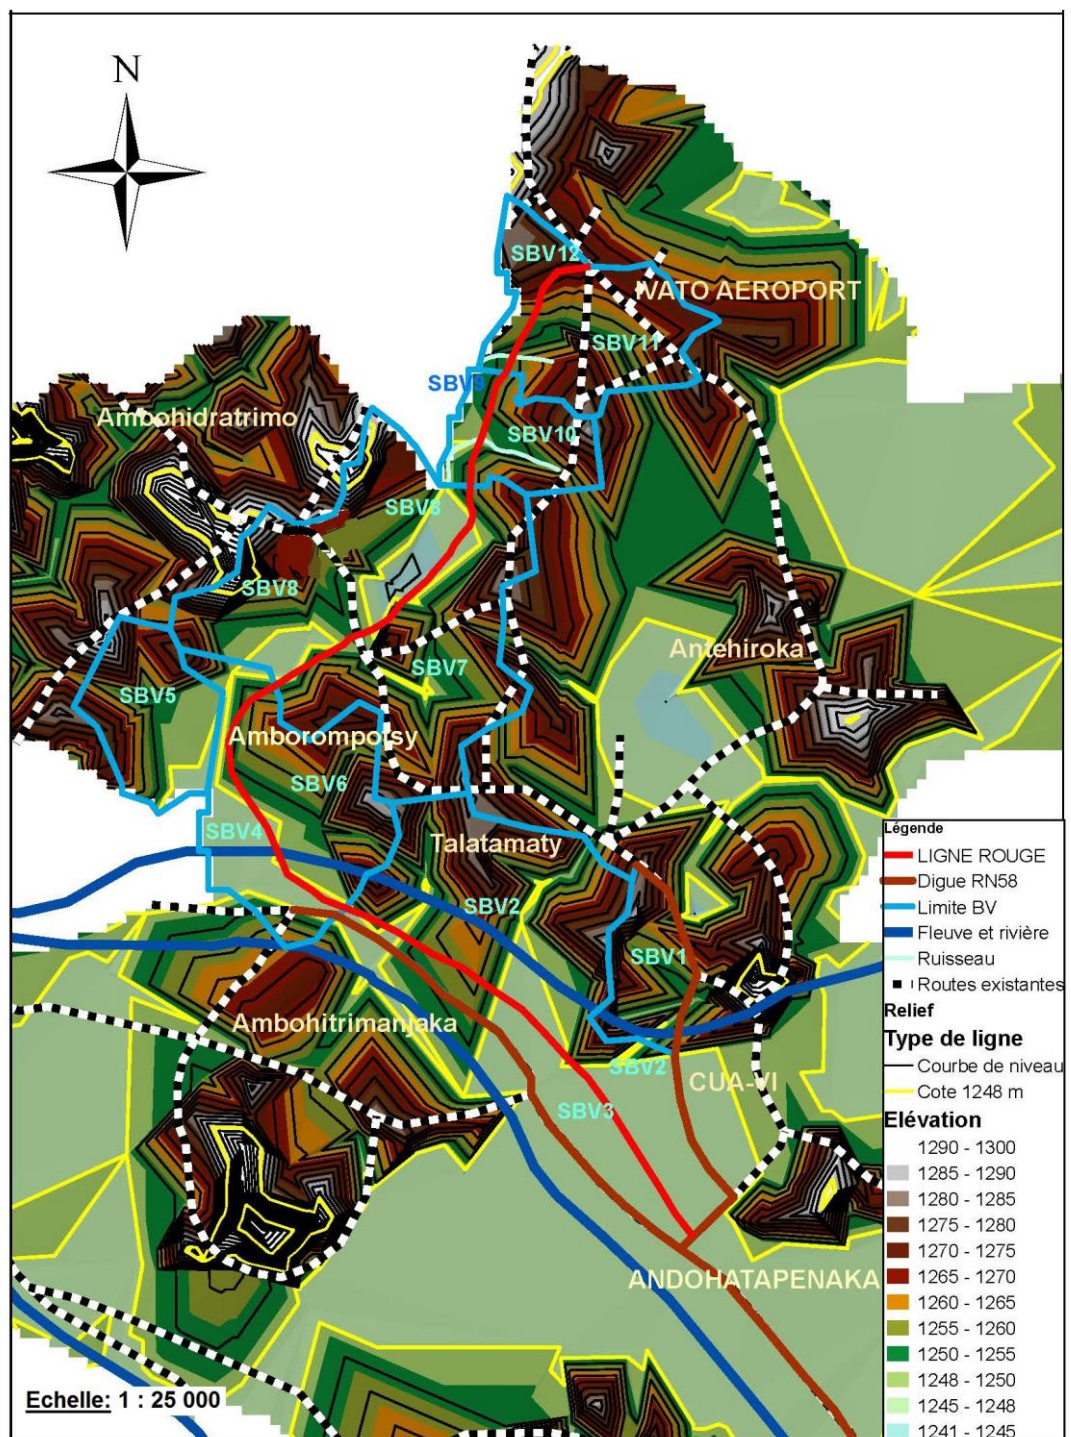 N
SBV12
IVATO AEROPORT
SBV11
SBV9
Ambohidratrimo
SBV10
SBV8
SBV8
Antehiroka
SBV7
SBV5
Amborompotsy
SBV6
SBV4
Talatamaty
SBV2
SBV1
Ambohitrimanjaka
SBV2
CUA-VI
SBV3
ANDOHATAPENAKA
Echelle: 1 : 25 000
Légende
LIGNE ROUGE
Digue RN58
Limite BV
Fleuve et rivière
Ruisseau
Routes existantes
Relief
Type de ligne
Courbe de niveau
Cote 1248 m
Elévation
1290 - 1300
1285 - 1290
1280 - 1285
1275 - 1280
1270 - 1275
1265 - 1270
1260 - 1265
1255 - 1260
1250 - 1255
1248 - 1250
1245 - 1248
1241 - 1245